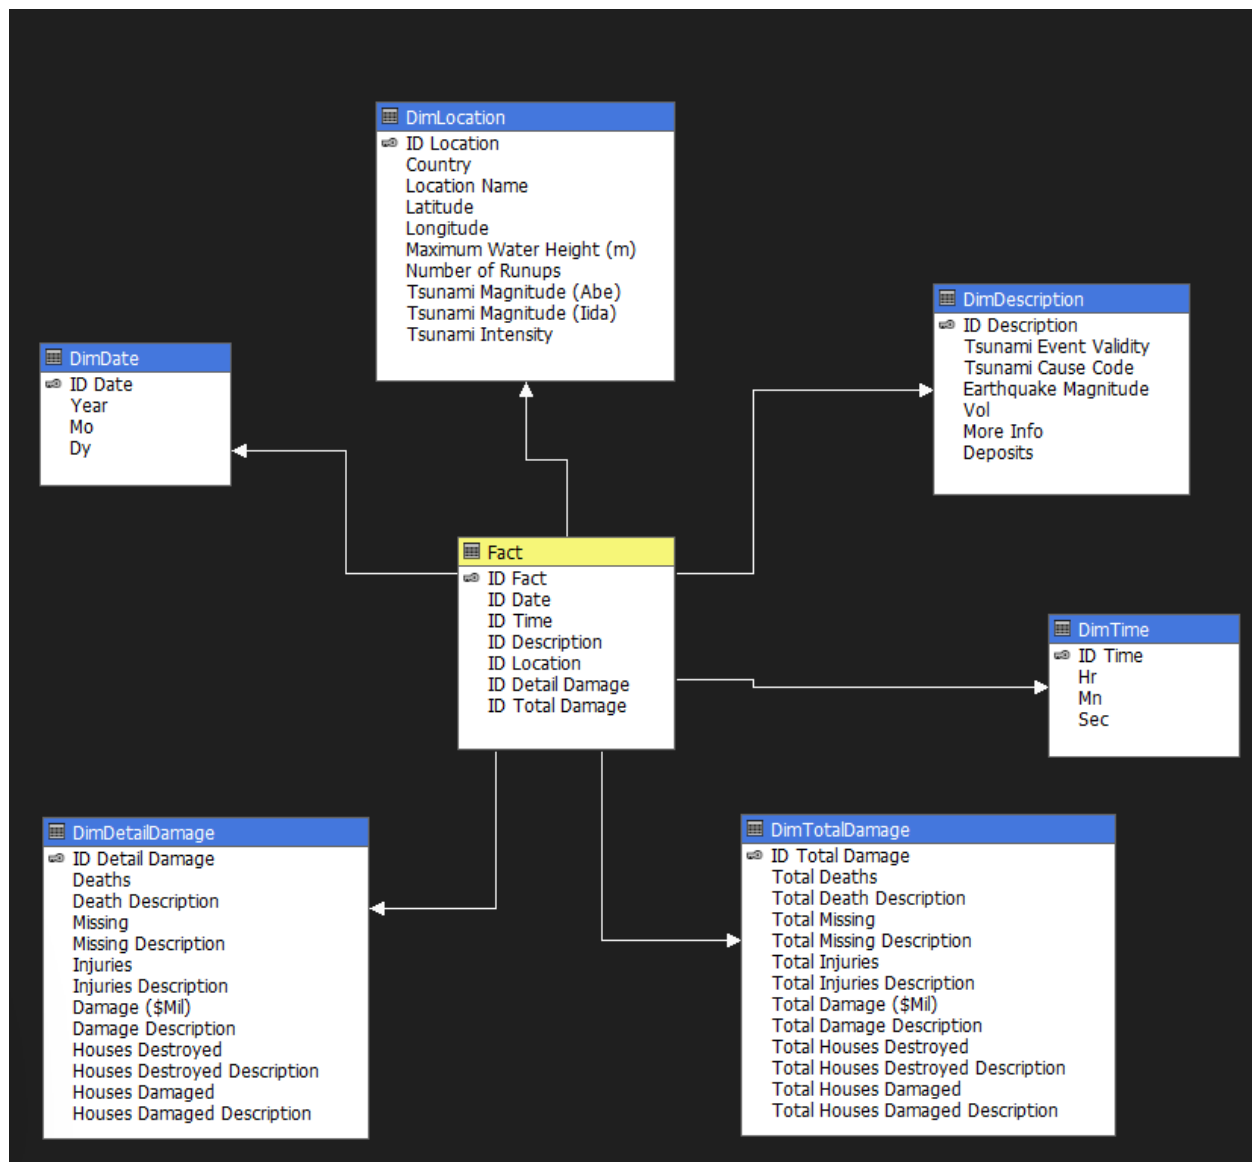 DimLocation
ID Location
Country
Location Name
Latitude
Longitude
Maximum Water Height (m)
Number of Runups
Tsunami Magnitude (Abe)
Tsunami Magnitude (Iida)
Tsunami Intensity
DimDescription
ID Description
Tsunami Event Validity
Tsunami Cause Code
Earthquake Magnitude
Vol
More Info
Deposits
DimDate
ID Date
Year
Mo
Dy
Fact
ID Fact
ID Date
ID Time
ID Description
ID Location
ID Detail Damage
ID Total Damage
DimTime
ID Time
Hr
Mn
Sec
DimDetailDamage
ID Detail Damage
Deaths
Death Description
Missing
Missing Description
Injuries
Injuries Description
Damage ($Mil)
Damage Description
Houses Destroyed
Houses Destroyed Description
Houses Damaged
Houses Damaged Description
DimTotalDamage
ID Total Damage
Total Deaths
Total Death Description
Total Missing
Total Missing Description
Total Injuries
Total Injuries Description
Total Damage ($Mil)
Total Damage Description
Total Houses Destroyed
Total Houses Destroyed Description
Total Houses Damaged
Total Houses Damaged Description